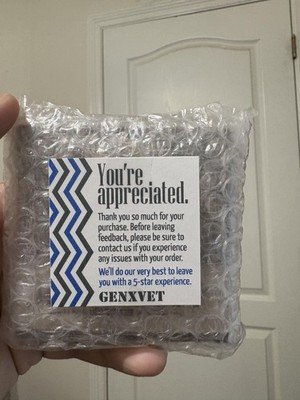 You're
appreciated.
Thank you so much for your
purchase. Before leaving
feedback, please be sure to
contact us if you experience
any issues with your order.
We'll do our very best to leave
you with a 5-star experience.
GENXVET